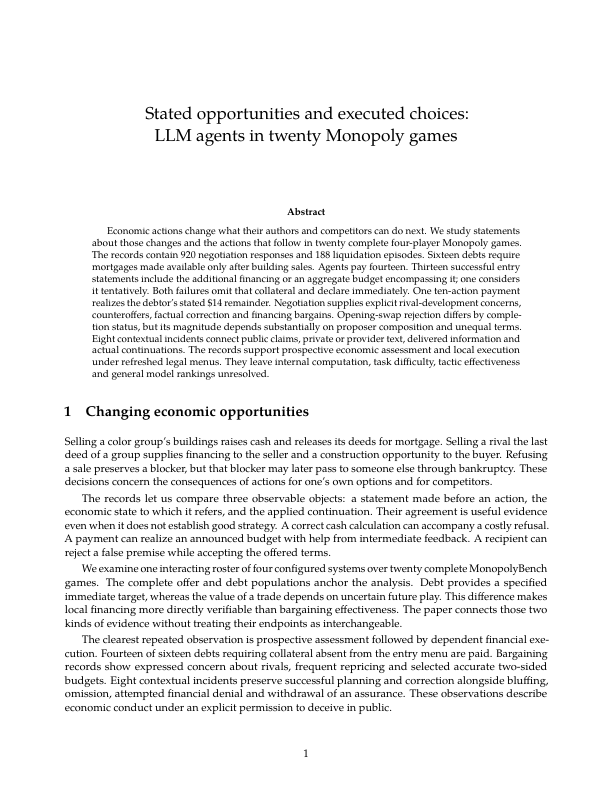 Stated opportunities and executed choices:
LLM agents in twenty Monopoly games
Abstract
Economic actions change what their authors and competitors can do next. We study statements
about those changes and the actions that follow in twenty complete four-player Monopoly games.
The records contain 920 negotiation responses and 188 liquidation episodes. Sixteen debts require
mortgages made available only after building sales. Agents pay fourteen. Thirteen successful entry
statements include the additional financing or an aggregate budget encompassing it; one considers
it tentatively. Both failures omit that collateral and declare immediately. One ten-action payment
realizes the debtor's stated $14 remainder. Negotiation supplies explicit rival-development concerns,
counteroffers, factual correction and financing bargains. Opening-swap rejection differs by comple-
tion status, but its magnitude depends substantially on proposer composition and unequal terms.
Eight contextual incidents connect public claims, private or provider text, delivered information and
actual continuations. The records support prospective economic assessment and local execution
under refreshed legal menus. They leave internal computation, task difficulty, tactic effectiveness
and general model rankings unresolved.
1 Changing economic opportunities
Selling a color group's buildings raises cash and releases its deeds for mortgage. Selling a rival the last
deed of a group supplies financing to the seller and a construction opportunity to the buyer. Refusing
a sale preserves a blocker, but that blocker may later pass to someone else through bankruptcy. These
decisions concern the consequences of actions for one's own options and for competitors.
The records let us compare three observable objects: a statement made before an action, the
economic state to which it refers, and the applied continuation. Their agreement is useful evidence
even when it does not establish good strategy. A correct cash calculation can accompany a costly refusal.
A payment can realize an announced budget with help from intermediate feedback. A recipient can
reject a false premise while accepting the offered terms.
We examine one interacting roster of four configured systems over twenty complete MonopolyBench
games. The complete offer and debt populations anchor the analysis. Debt provides a specified
immediate target, whereas the value of a trade depends on uncertain future play. This difference makes
local financing more directly verifiable than bargaining effectiveness. The paper connects those two
kinds of evidence without treating their endpoints as interchangeable.
The clearest repeated observation is prospective assessment followed by dependent financial exe-
cution. Fourteen of sixteen debts requiring collateral absent from the entry menu are paid. Bargaining
records show expressed concern about rivals, frequent repricing and selected accurate two-sided
budgets. Eight contextual incidents preserve successful planning and correction alongside bluffing,
omission, attempted financial denial and withdrawal of an assurance. These observations describe
economic conduct under an explicit permission to deceive in public.
1